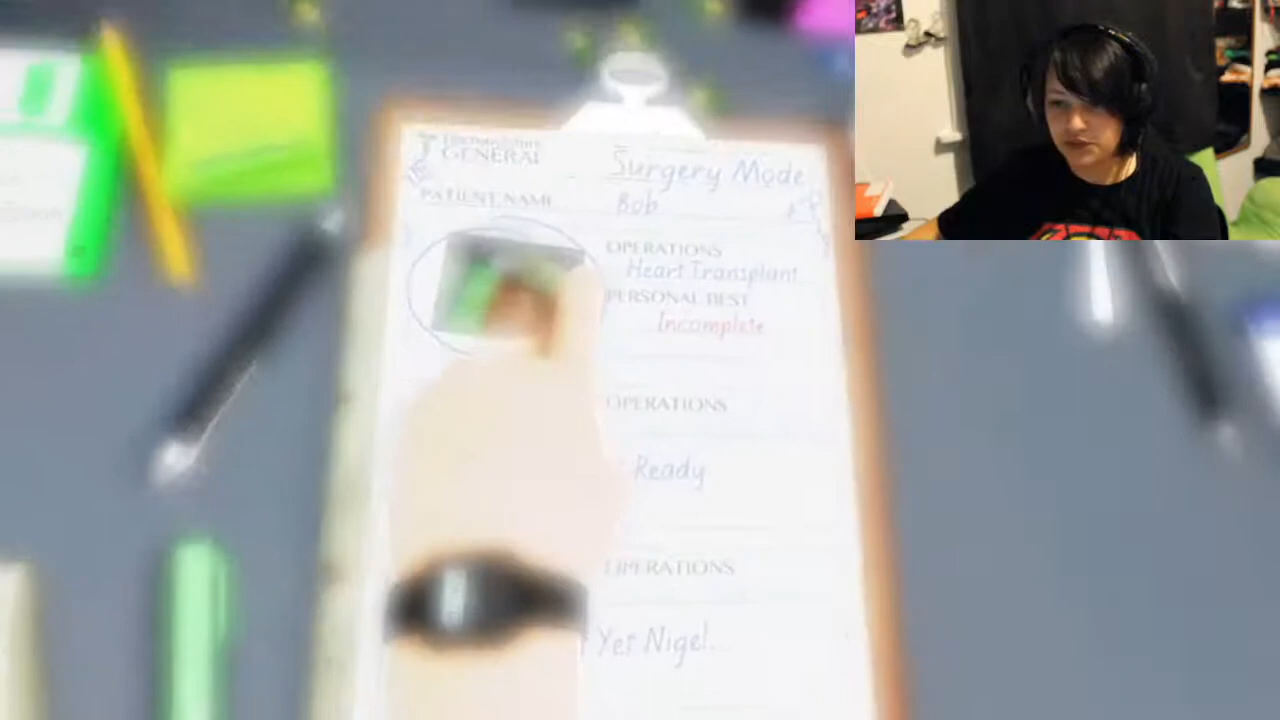 GENERAL
Surgery Mode
PATIENT NAME
Bob
OPERATIONS
Heart Transplant
PERSONAL BEST
Incomplete
OPERATIONS
Ready
OPERATIONS
Yet Nigel...